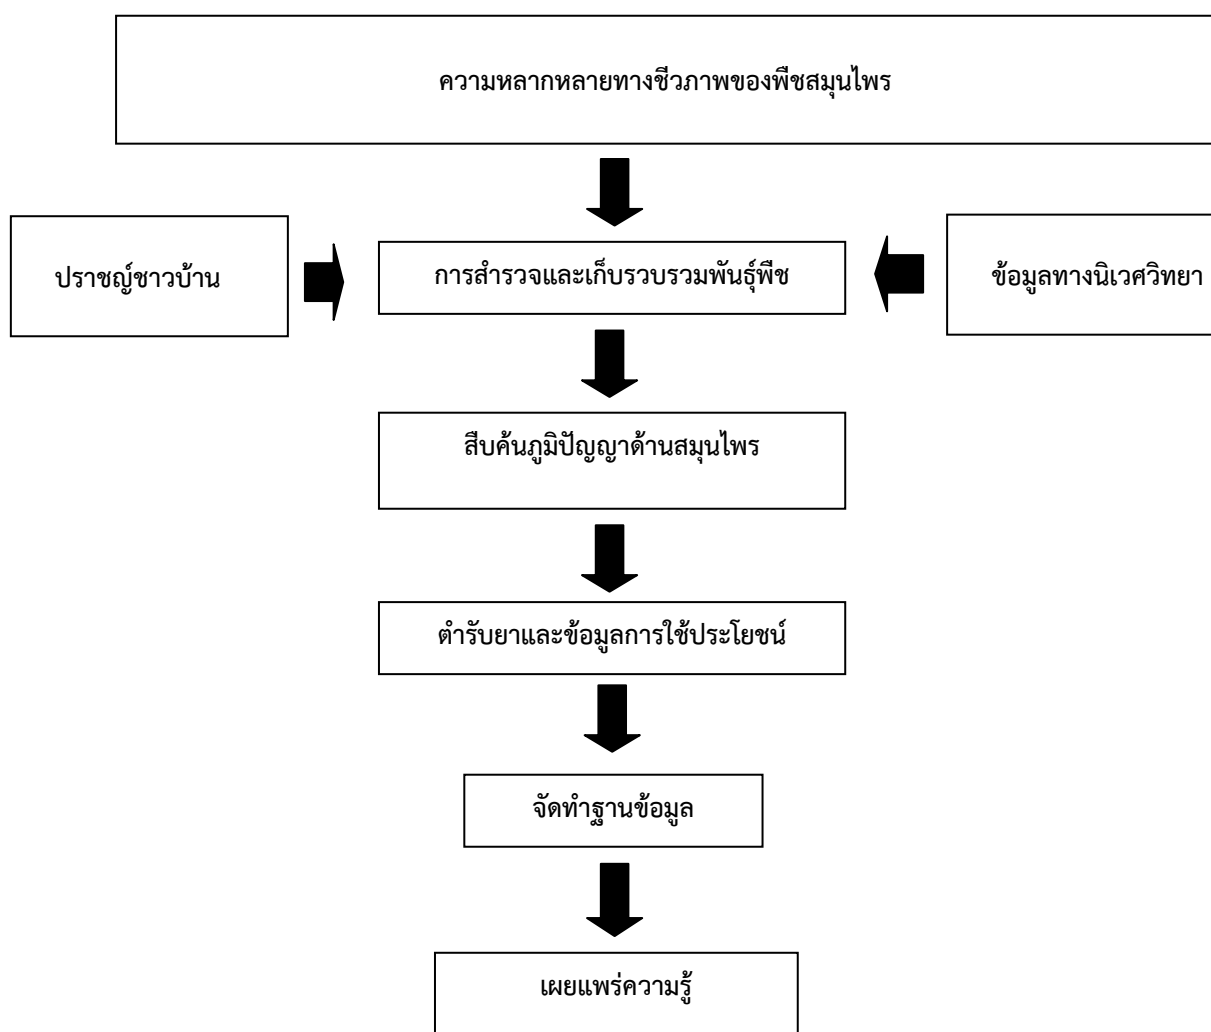 ความหลากหลายทางชีวภาพของพืชสมุนไพร
ปราชญ์ชาวบ้าน
การสำรวจและเก็บรวบรวมพันธุ์พืช
ข้อมูลทางนิเวศวิทยา
สืบค้นภูมิปัญญาด้านสมุนไพร
ตำรับยาและข้อมูลการใช้ประโยชน์
จัดทำฐานข้อมูล
เผยแพร่ความรู้